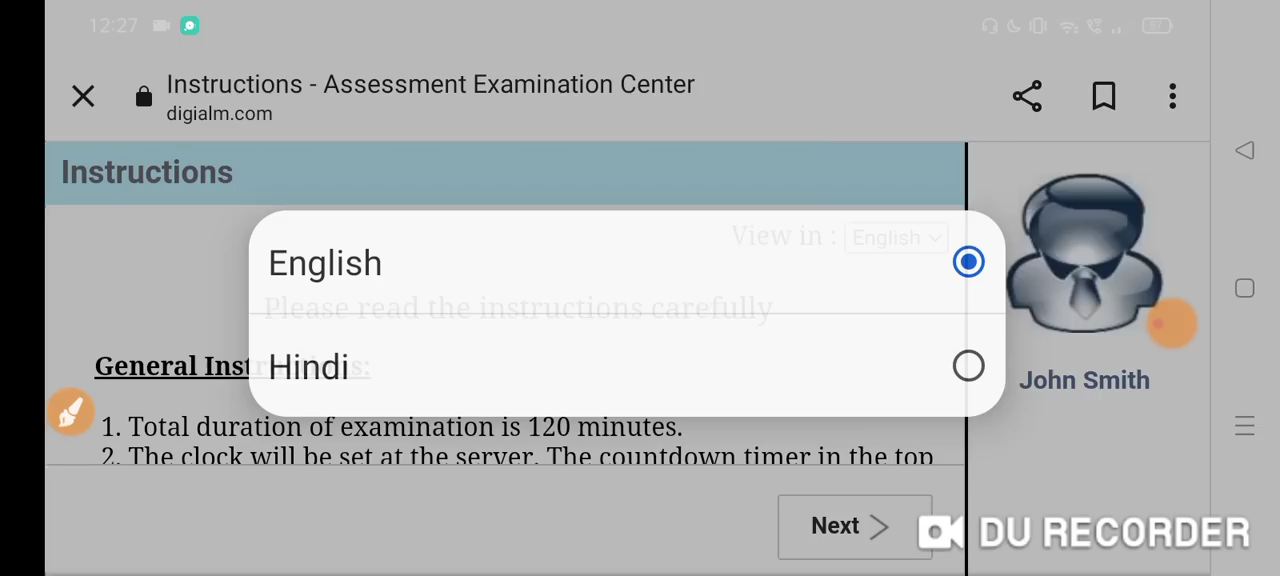 12:27
87
Instructions - Assessment Examination Center
digialm.com
Instructions
View in : English
English
Please read the instructions carefully
Hindi
General Instructions:
John Smith
1. Total duration of examination is 120 minutes.
2. The clock will be set at the server. The countdown timer in the top
Next
DU RECORDER